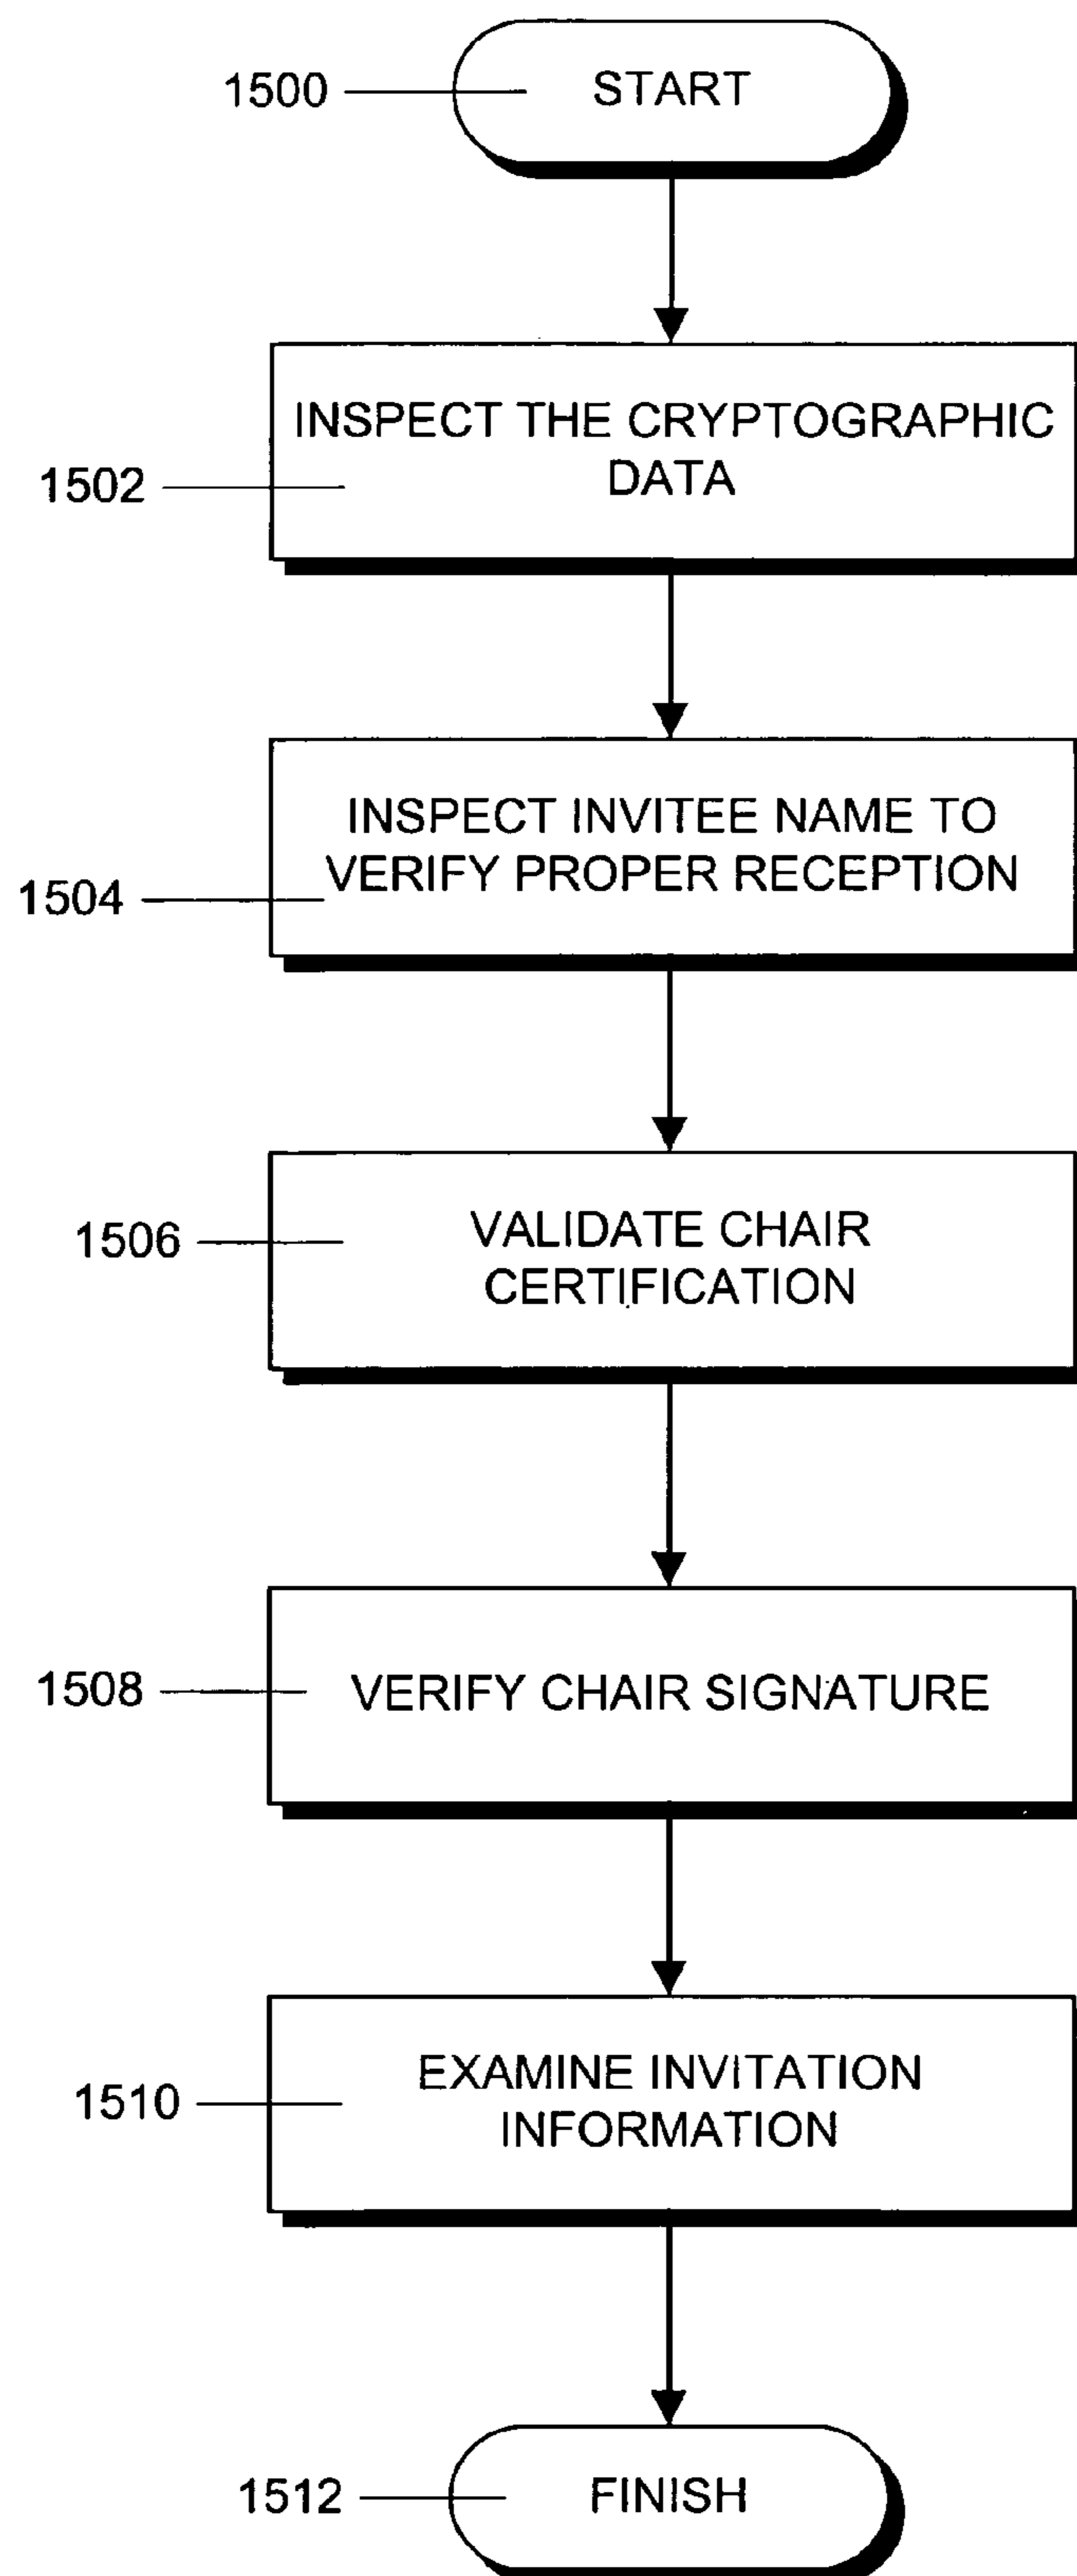 1500
START
INSPECT THE CRYPTOGRAPHIC
DATA
1502
INSPECT INVITEE NAME TO
VERIFY PROPER RECEPTION
1504
VALIDATE CHAIR
CERTIFICATION
1506
VERIFY CHAIR SIGNATURE
1508
EXAMINE INVITATION
INFORMATION
1510
FINISH
1512